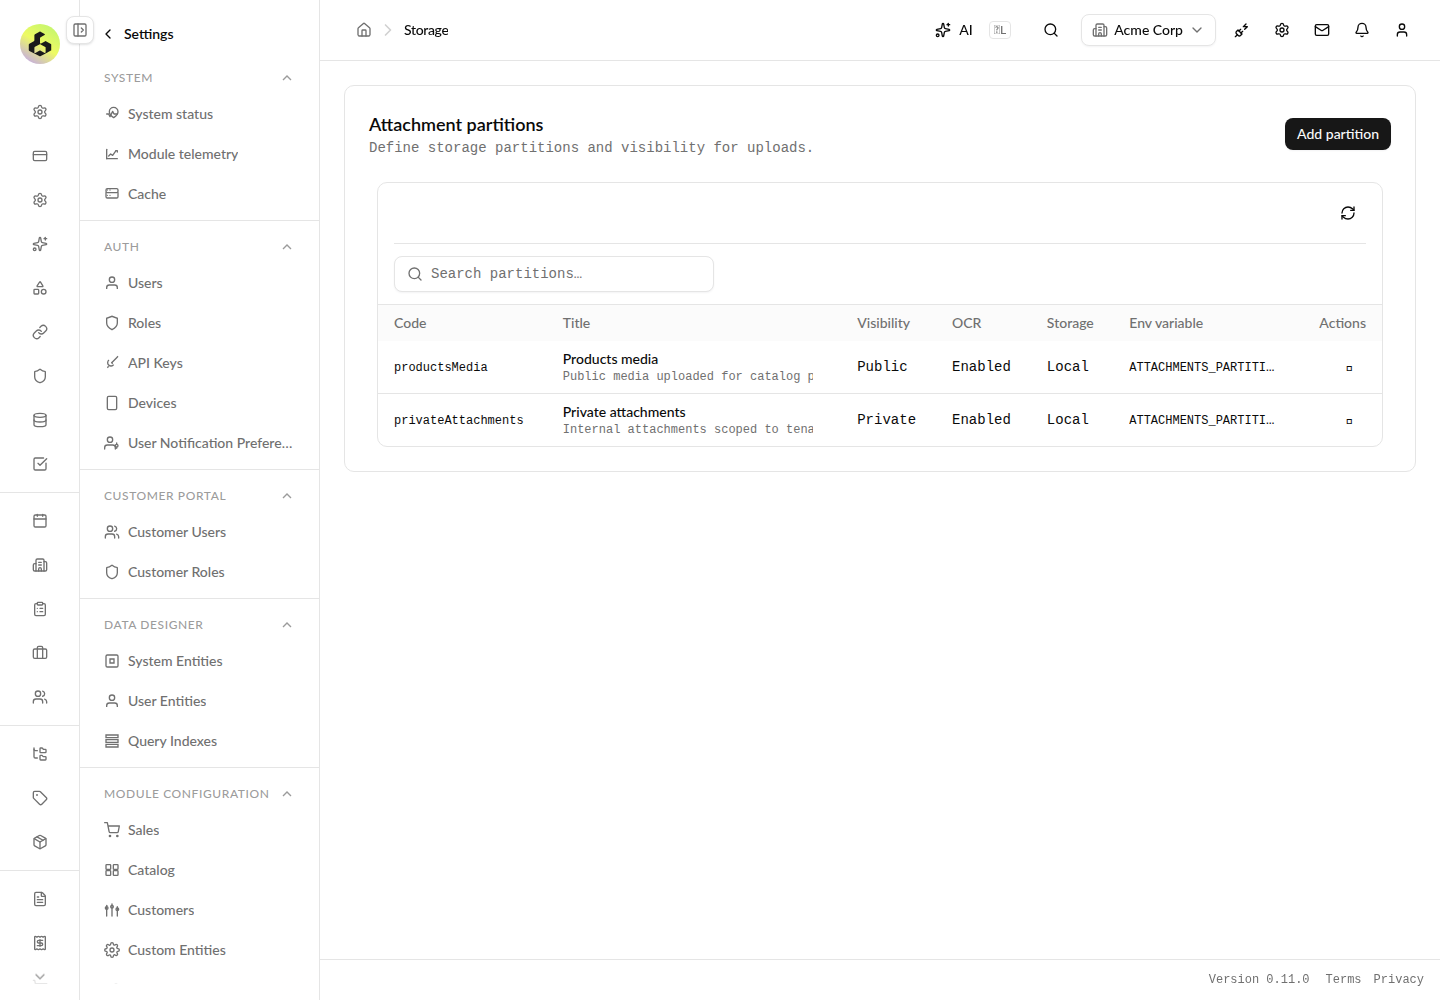 Settings
SYSTEM
System status
Module telemetry
Cache
AUTH
Users
Roles
API Keys
Devices
User Notification Prefere...
CUSTOMER PORTAL
Customer Users
Customer Roles
DATA DESIGNER
System Entities
User Entities
Query Indexes
MODULE CONFIGURATION
Sales
Catalog
Customers
Custom Entities
Storage
AI
L
Acme Corp
Attachment partitions
Define storage partitions and visibility for uploads.
Add partition
Search partitions…
Code Title Visibility OCR Storage Env variable Actions
productsMedia Products media Public Enabled Local ATTACHMENTS_PARTITI…
Public media uploaded for catalog p
privateAttachments Private attachments Private Enabled Local ATTACHMENTS_PARTITI…
Internal attachments scoped to tena
Version 0.11.0 Terms Privacy